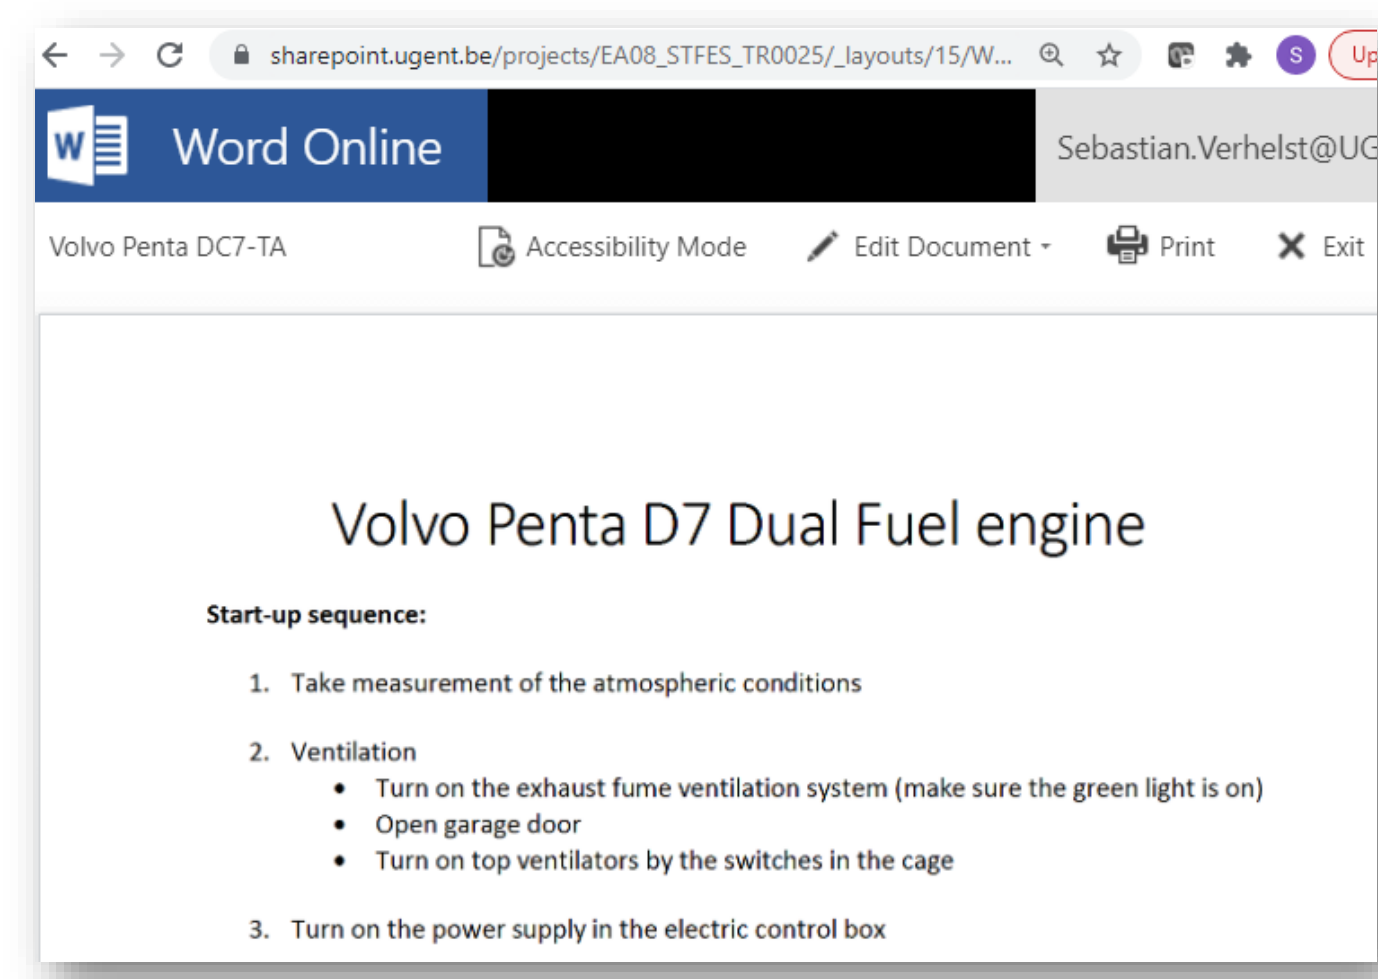 sharepoint.ugent.be/projects/EA08_STFES_TR0025/_layouts/15/W... S Up
W Word Online Sebastian.Verhelst@UG
Volvo Penta DC7-TA Accessibility Mode Edit Document Print Exit
Volvo Penta D7 Dual Fuel engine
Start-up sequence:
1. Take measurement of the atmospheric conditions
2. Ventilation
• Turn on the exhaust fume ventilation system (make sure the green light is on)
• Open garage door
• Turn on top ventilators by the switches in the cage
3. Turn on the power supply in the electric control box